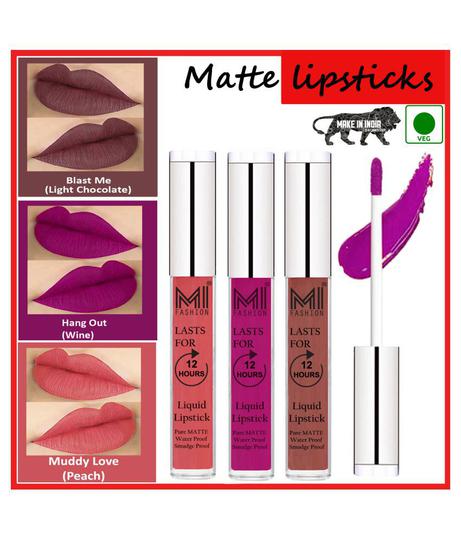 Matte lipsticks
MAKE IN INDIA
VEG
Blast Me
(Light Chocolate)
Hang Out
(Wine)
Muddy Love
(Peach)
MI
FASHION
LASTS
FOR
12
HOURS
Liquid
Lipstick
Pure MATTE
Water Proof
Smudge Proof
MI
FASHION
LASTS
FOR
12
HOURS
Liquid
Lipstick
Pure MATTE
Water Proof
Smudge Proof
MI
FASHION
LASTS
FOR
12
HOURS
Liquid
Lipstick
Pure MATTE
Water Proof
Smudge Proof